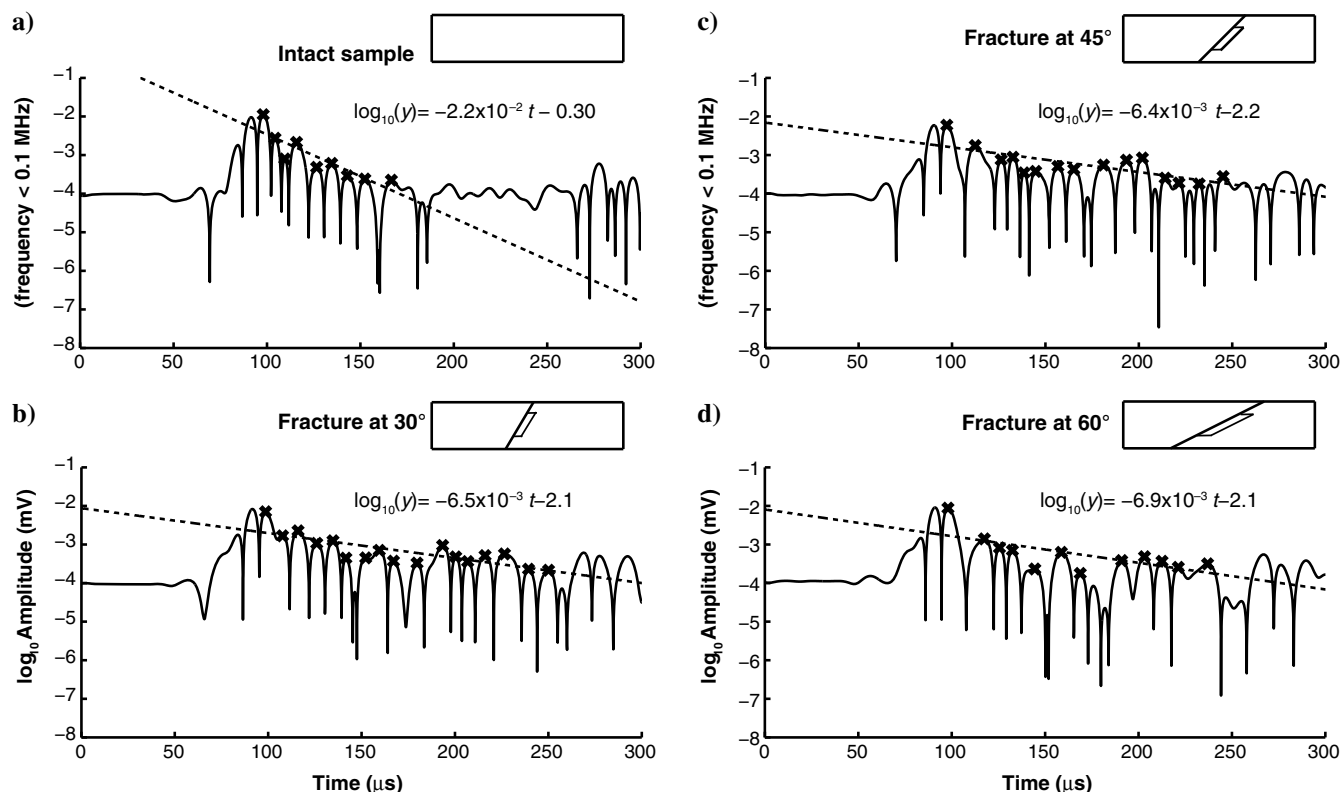 a)
Intact sample
log₁₀(y)= −2.2x10⁻² t − 0.30
(frequency < 0.1 MHz)
−1
−2
−3
−4
−5
−6
−7
−8
0 50 100 150 200 250 300
c)
Fracture at 45°
log₁₀(y)= −6.4x10⁻³ t−2.2
(frequency < 0.1 MHz)
−1
−2
−3
−4
−5
−6
−7
−8
0 50 100 150 200 250 300
b)
Fracture at 30°
log₁₀(y)= −6.5x10⁻³ t−2.1
log₁₀ Amplitude (mV)
−1
−2
−3
−4
−5
−6
−7
−8
0 50 100 150 200 250 300
Time (μs)
d)
Fracture at 60°
log₁₀(y)= −6.9x10⁻³ t−2.1
log₁₀ Amplitude (mV)
−1
−2
−3
−4
−5
−6
−7
−8
0 50 100 150 200 250 300
Time (μs)